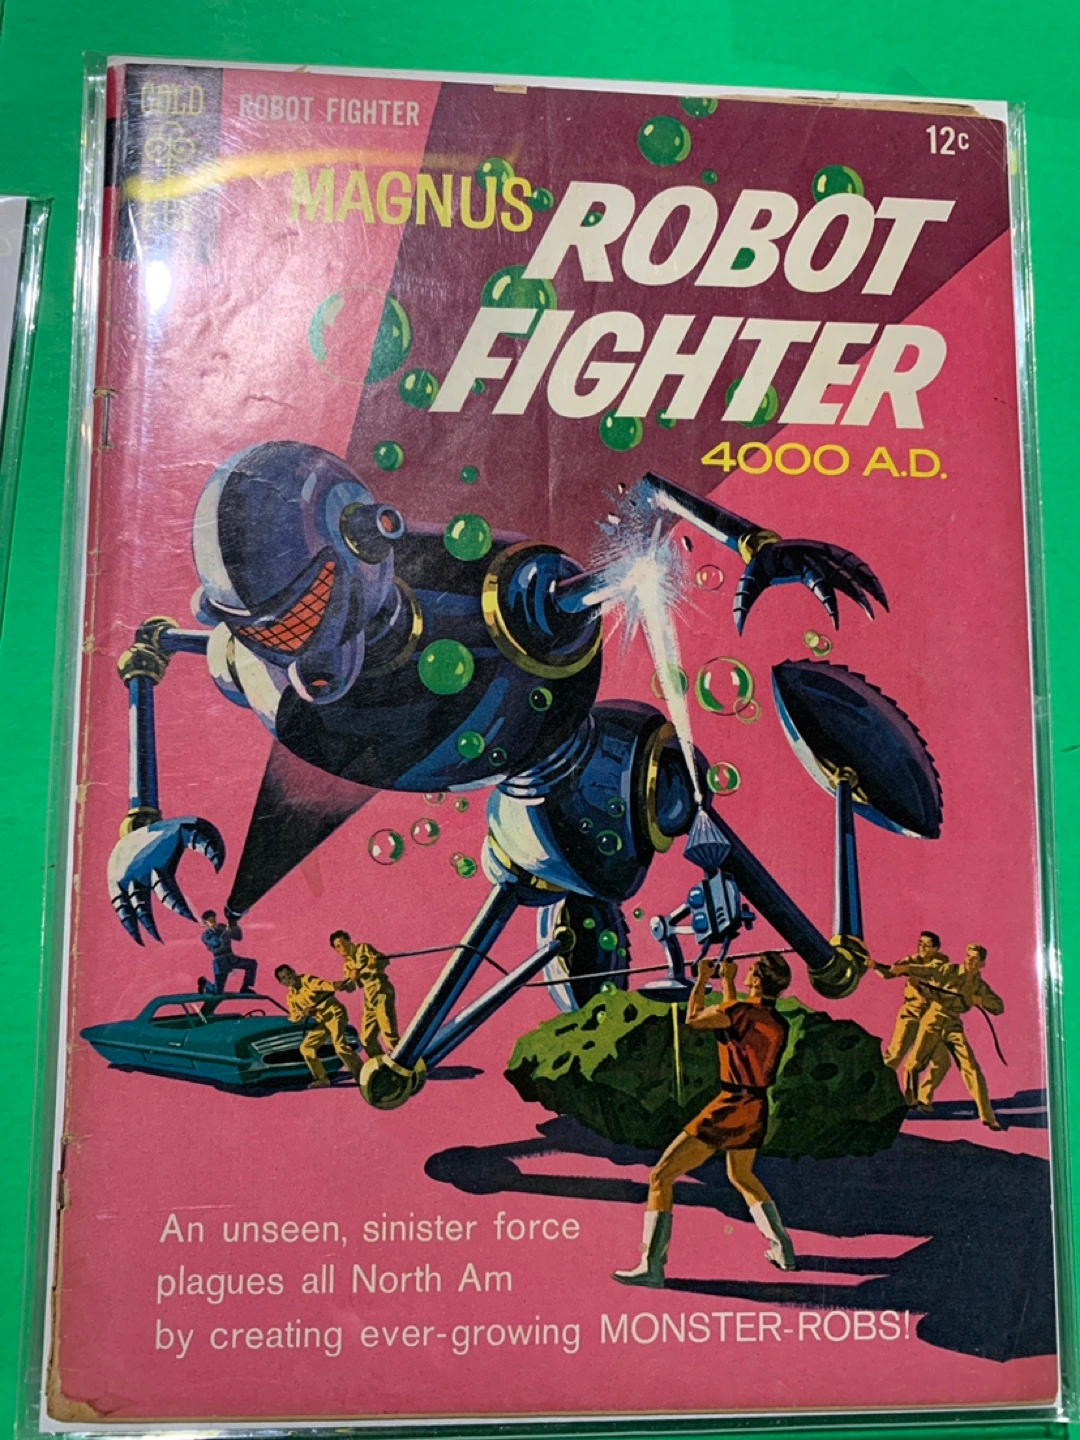 GOLD
KEY
ROBOT FIGHTER
12c
MAGNUS
ROBOT
FIGHTER
4000 A.D.
An unseen, sinister force
plagues all North Am
by creating ever-growing MONSTER-ROBS!